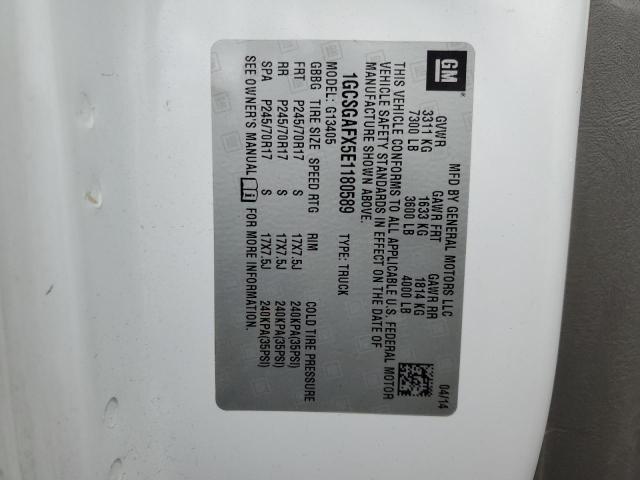 GM
MFD BY GENERAL MOTORS LLC
04/14
GVWR GAWR FRT GAWR RR
3311 KG 1633 KG 1814 KG
7300 LB 3600 LB 4000 LB
THIS VEHICLE CONFORMS TO ALL APPLICABLE U.S. FEDERAL MOTOR
VEHICLE SAFETY STANDARDS IN EFFECT ON THE DATE OF
MANUFACTURE SHOWN ABOVE.
1GCSGAFX5E1180589 TYPE: TRUCK
MODEL: G13405
GBBG TIRE SIZE SPEED RTG RIM COLD TIRE PRESSURE
FRT P245/70R17 S 17X7.5J 240KPA(35PSI)
RR P245/70R17 S 17X7.5J 240KPA(35PSI)
SPA P245/70R17 S 17X7.5J 240KPA(35PSI)
SEE OWNER'S MANUAL FOR MORE INFORMATION.